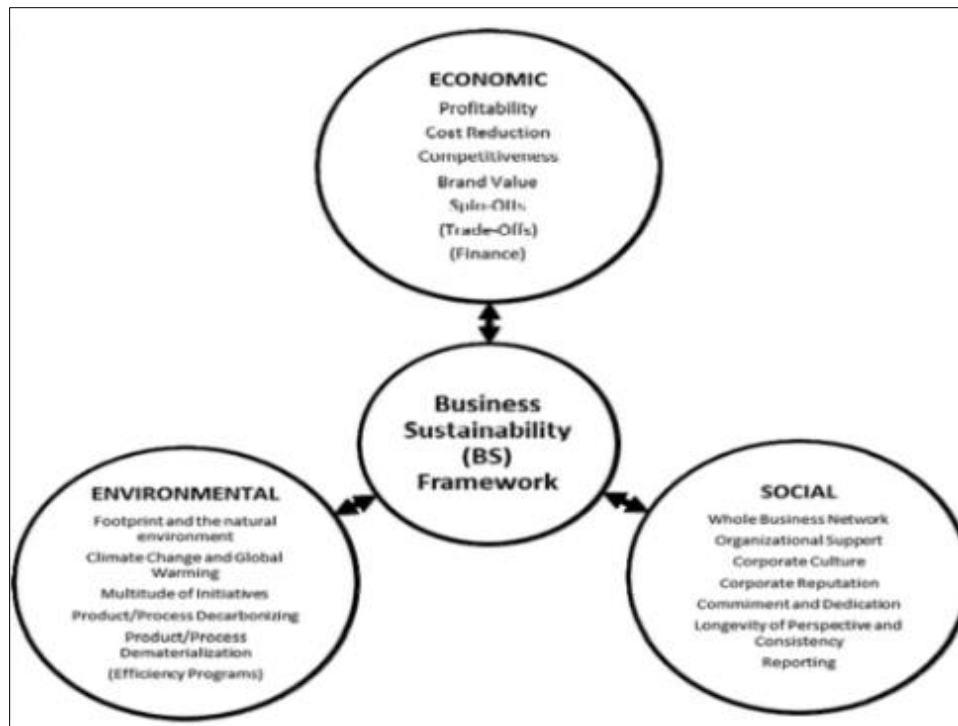 ECONOMIC
Profitability
Cost Reduction
Competitiveness
Brand Value
Spin-Offs
(Trade-Offs)
(Finance)
Business
Sustainability
(BS)
Framework
ENVIRONMENTAL
Footprint and the natural
environment
Climate Change and Global
Warming
Multitude of Initiatives
Product/Process Decarbonizing
Product/Process
Dematerialization
(Efficiency Programs)
SOCIAL
Whole Business Network
Organizational Support
Corporate Culture
Corporate Reputation
Commiment and Dedication
Longevity of Perspective and
Consistency
Reporting